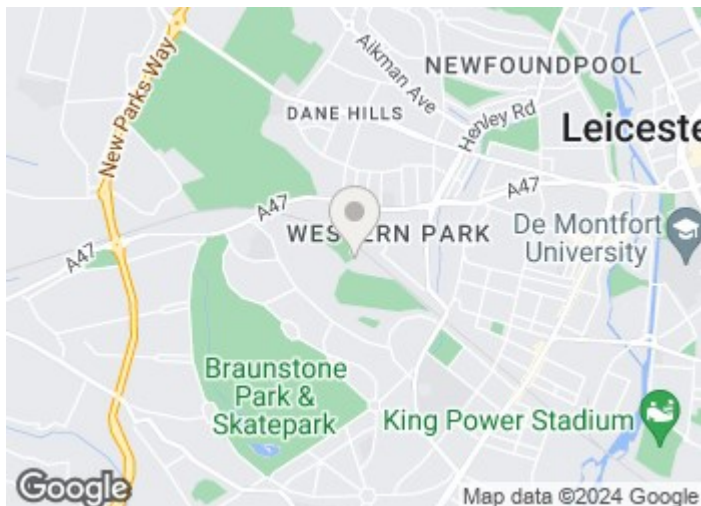 New Parks Way
Aikman Ave
NEWFOUNDPOOL
DANE HILLS
Henley Rd
Leiceste
A47
A47
A47
WESTERN PARK
De Montfort
University
Braunstone
Park &
Skatepark
King Power Stadium
Google
Map data ©2024 Google